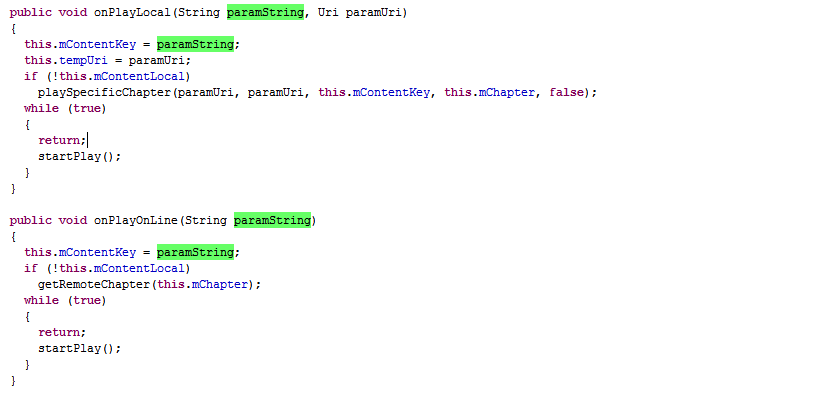 public void onPlayLocal(String paramString, Uri paramUri)
{
  this.mContentKey = paramString;
  this.tempUri = paramUri;
  if (!this.mContentLocal)
    playSpecificChapter(paramUri, paramUri, this.mContentKey, this.mChapter, false);
  while (true)
  {
    return;
    startPlay();
  }
}

public void onPlayOnLine(String paramString)
{
  this.mContentKey = paramString;
  if (!this.mContentLocal)
    getRemoteChapter(this.mChapter);
  while (true)
  {
    return;
    startPlay();
  }
}